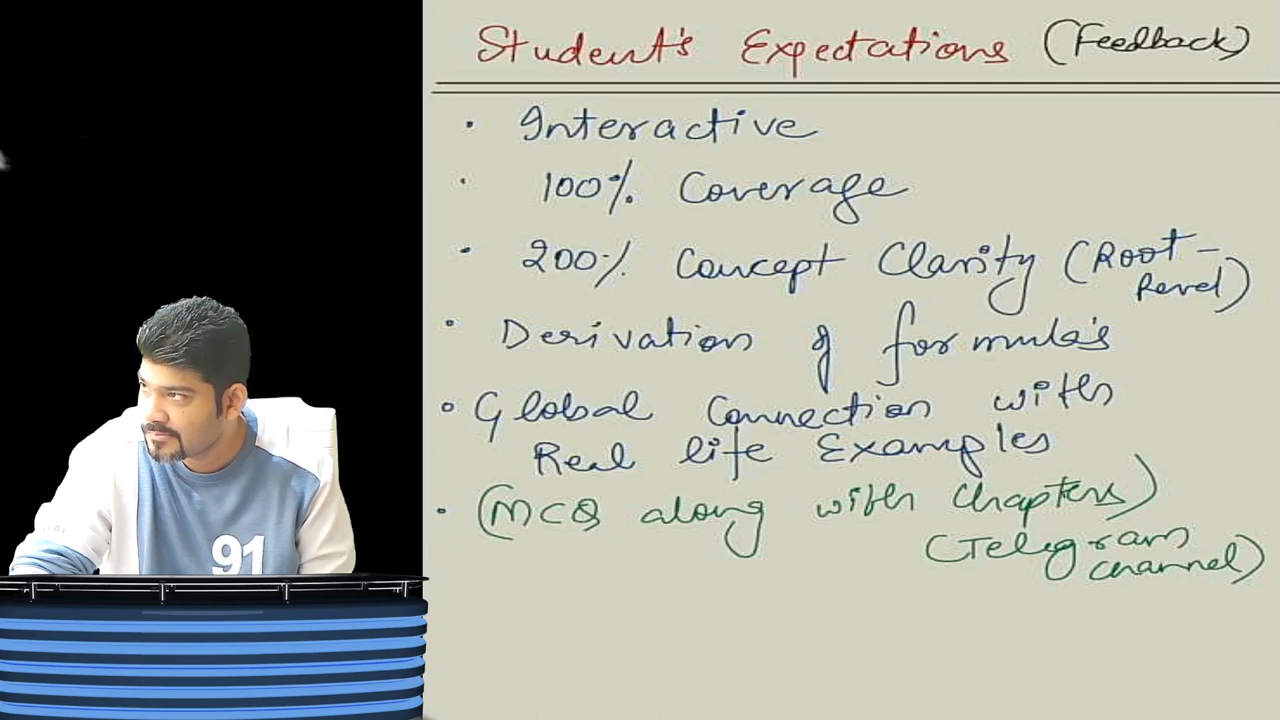 Student's Expectations (Feedback)
• Interactive
• 100% Coverage
• 200% Concept Clarity (Root-
Level)
• Derivation of formula's
• Global Connection with
Real life Examples
• (MCQ along with Chapters)
(Telegram
channel)
91